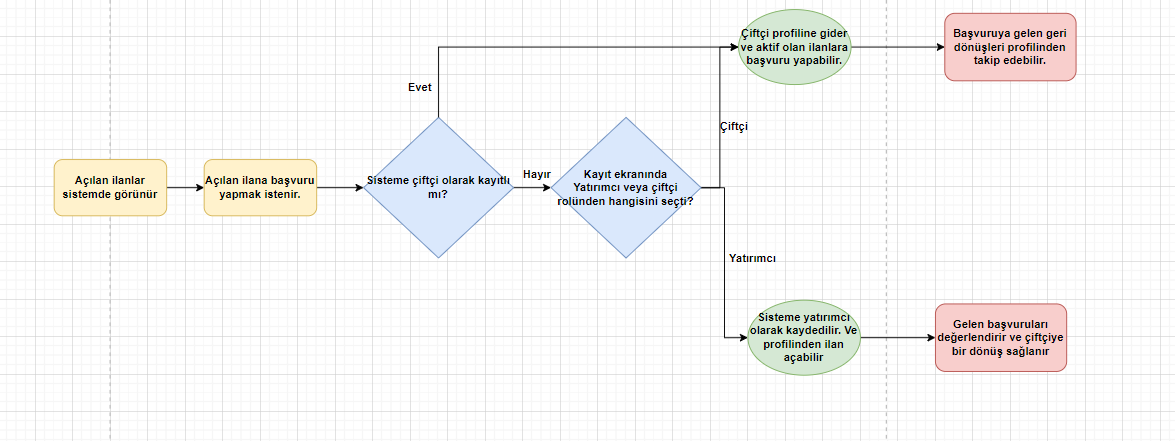 Açılan ilanlar
sistemde görünür
Açılan ilana başvuru
yapmak istenir.
Sisteme çiftçi olarak kayıtlı
mı?
Evet
Hayır
Kayıt ekranında
Yatırımcı veya çiftçi
rolünden hangisini seçti?
Çiftçi
Çiftçi profiline gider
ve aktif olan ilanlara
başvuru yapabilir.
Başvuruya gelen geri
dönüşleri profilinden
takip edebilir.
Yatırımcı
Sisteme yatırımcı
olarak kaydedilir. Ve
profilinden ilan
açabilir
Gelen başvuruları
değerlendirir ve çiftçiye
bir dönüş sağlanır